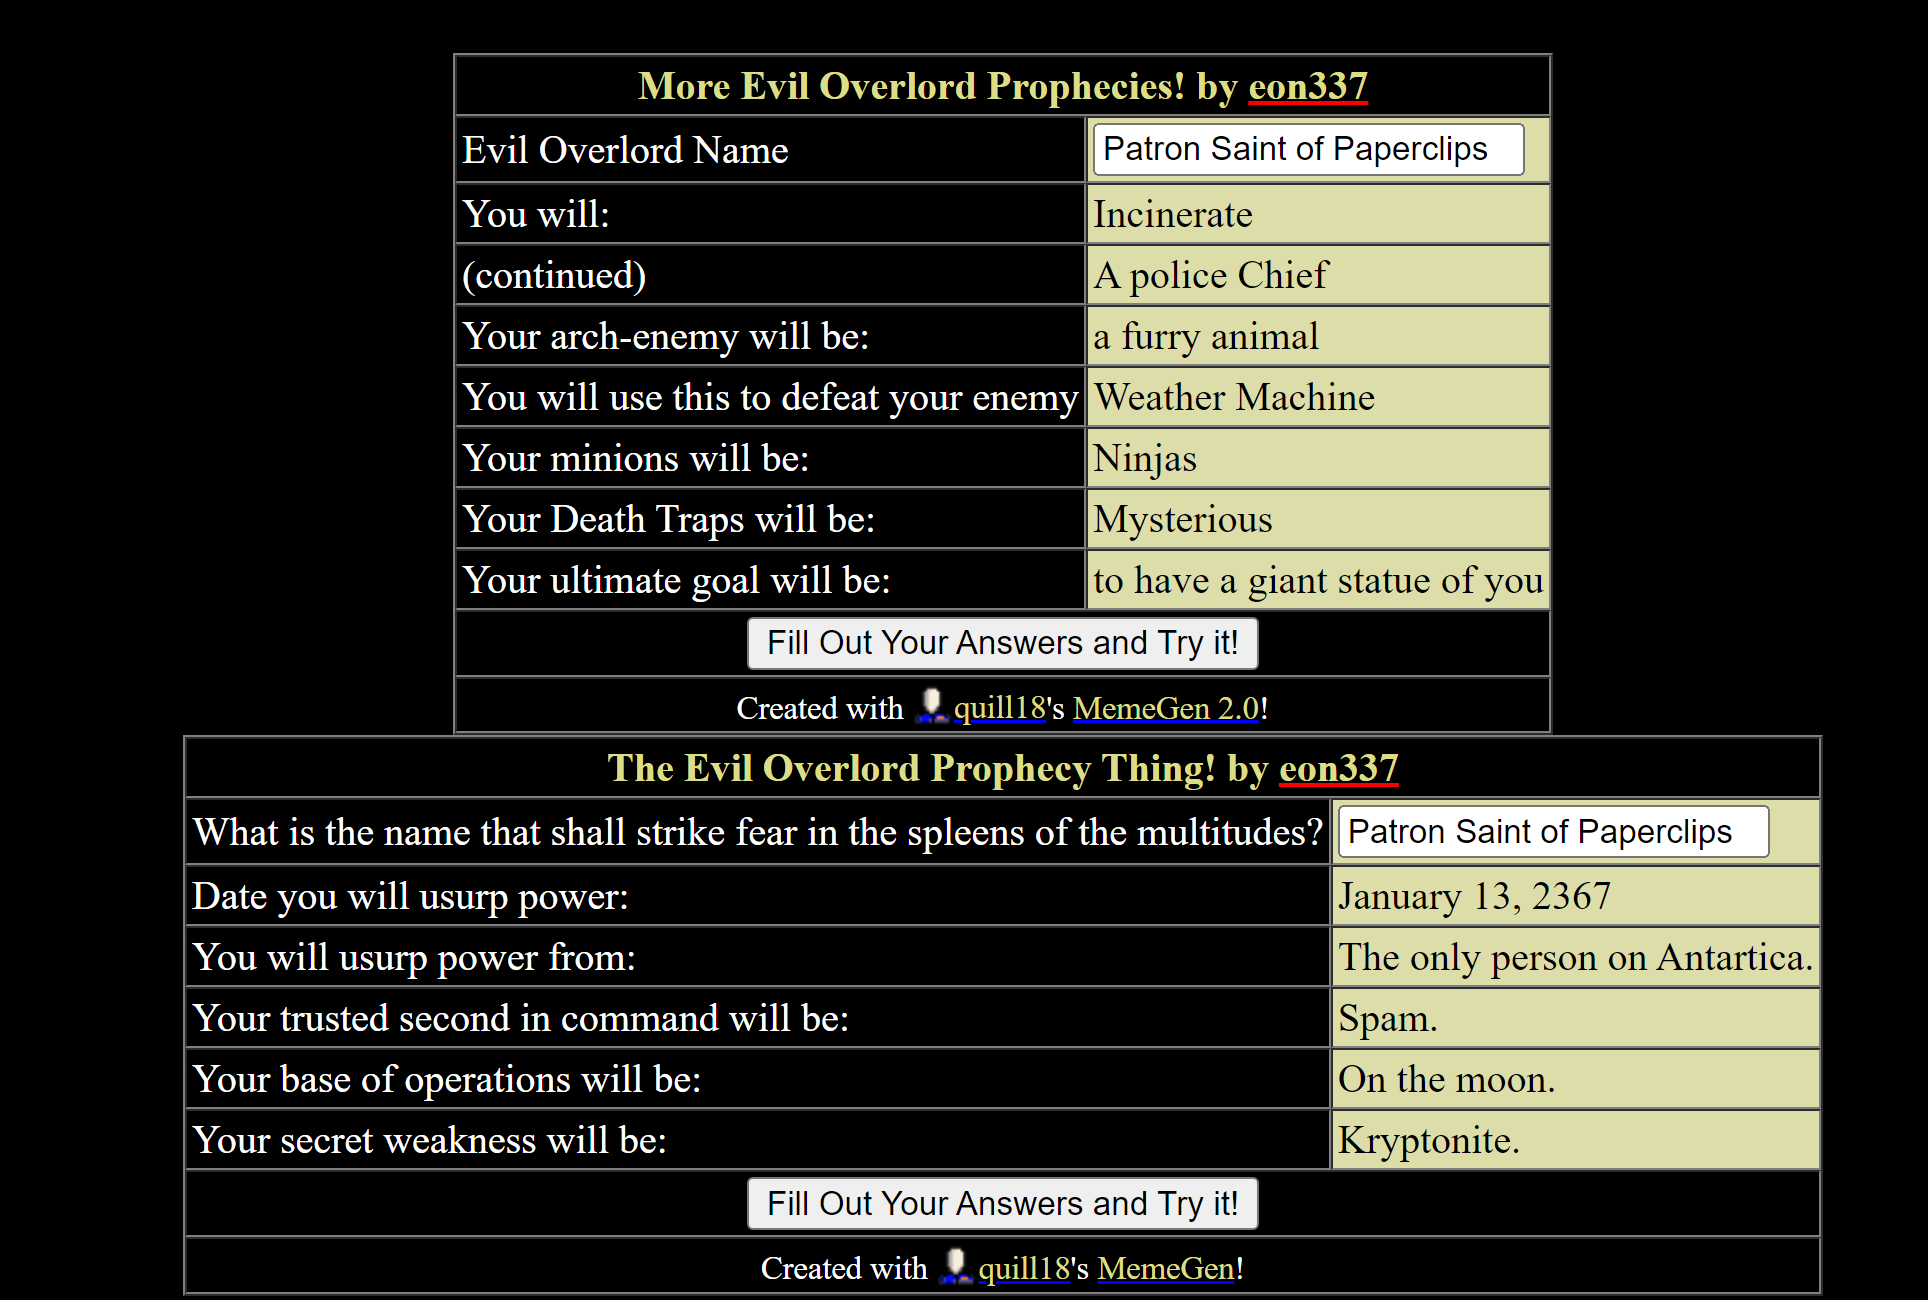 More Evil Overlord Prophecies! by eon337
Evil Overlord Name Patron Saint of Paperclips
You will: Incinerate
(continued) A police Chief
Your arch-enemy will be: a furry animal
You will use this to defeat your enemy Weather Machine
Your minions will be: Ninjas
Your Death Traps will be: Mysterious
Your ultimate goal will be: to have a giant statue of you
Fill Out Your Answers and Try it!
Created with quill18's MemeGen 2.0!
The Evil Overlord Prophecy Thing! by eon337
What is the name that shall strike fear in the spleens of the multitudes? Patron Saint of Paperclips
Date you will usurp power: January 13, 2367
You will usurp power from: The only person on Antartica.
Your trusted second in command will be: Spam.
Your base of operations will be: On the moon.
Your secret weakness will be: Kryptonite.
Fill Out Your Answers and Try it!
Created with quill18's MemeGen!